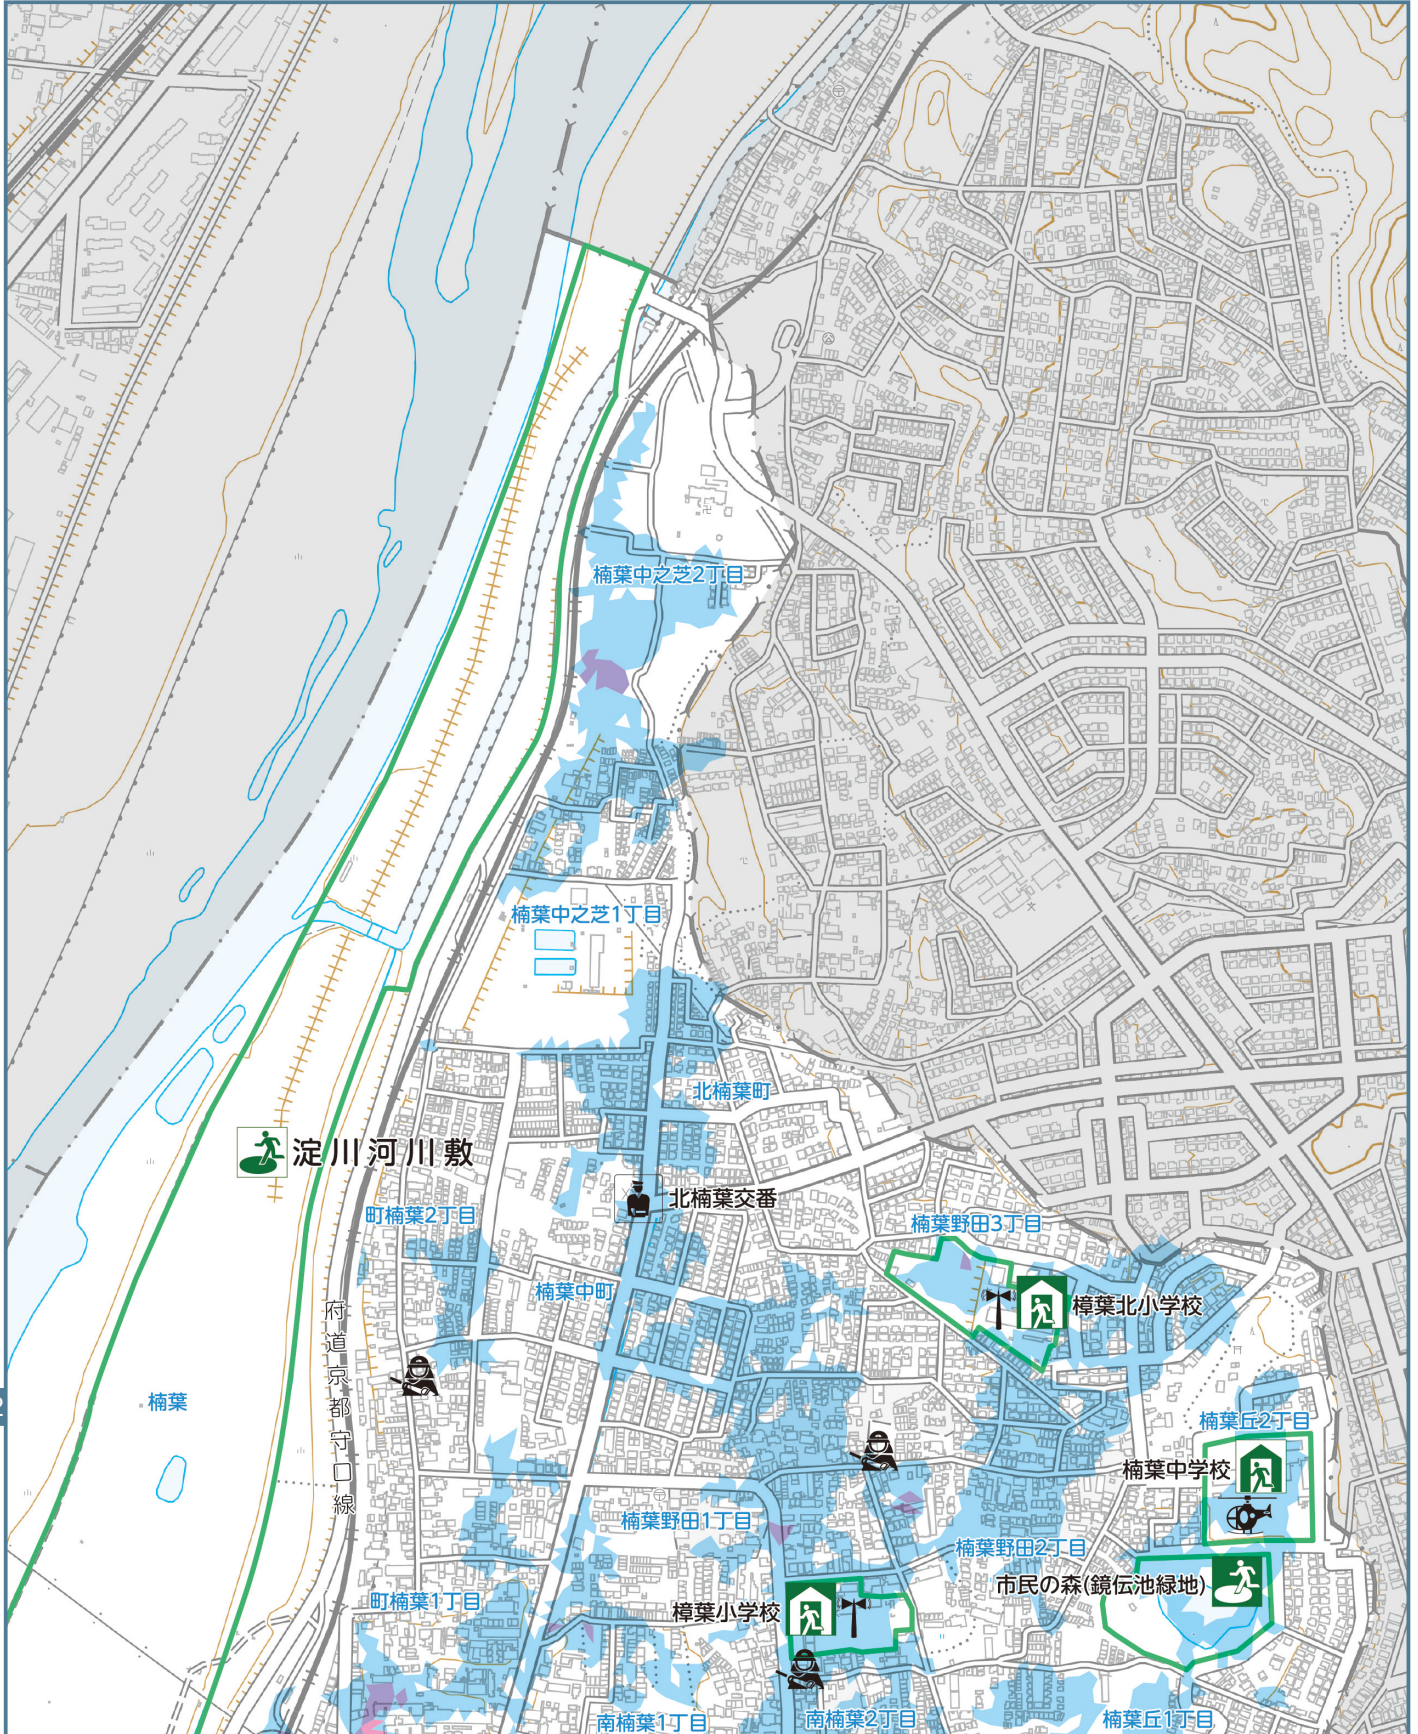 楠葉中之芝2丁目
楠葉中之芝1丁目
北楠葉町
淀川河川敷
北楠葉交番
町楠葉2丁目
楠葉野田3丁目
楠葉中町
樟葉北小学校
府道京都守口線
楠葉
楠葉丘2丁目
楠葉中学校
楠葉野田1丁目
楠葉野田2丁目
市民の森(鏡伝池緑地)
町楠葉1丁目
樟葉小学校
南楠葉1丁目
南楠葉2丁目
楠葉丘1丁目